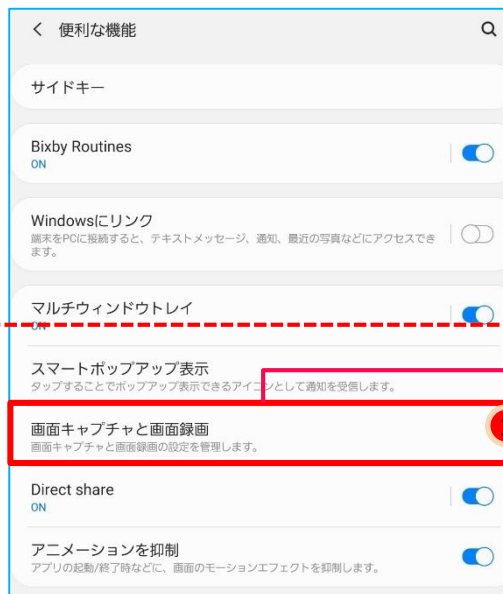 便利な機能
サイドキー
Bixby Routines
ON
Windowsにリンク
端末をPCに接続すると、テキストメッセージ、通知、最近の写真などにアクセスでき
ます。
マルチウィンドウトレイ
ON
スマートポップアップ表示
タップすることでポップアップ表示できるアイコンとして通知を受信します。
画面キャプチャと画面録画
画面キャプチャと画面録画の設定を管理します。
Direct share
ON
アニメーションを抑制
アプリの起動/終了時などに、画面のモーションエフェクトを抑制します。